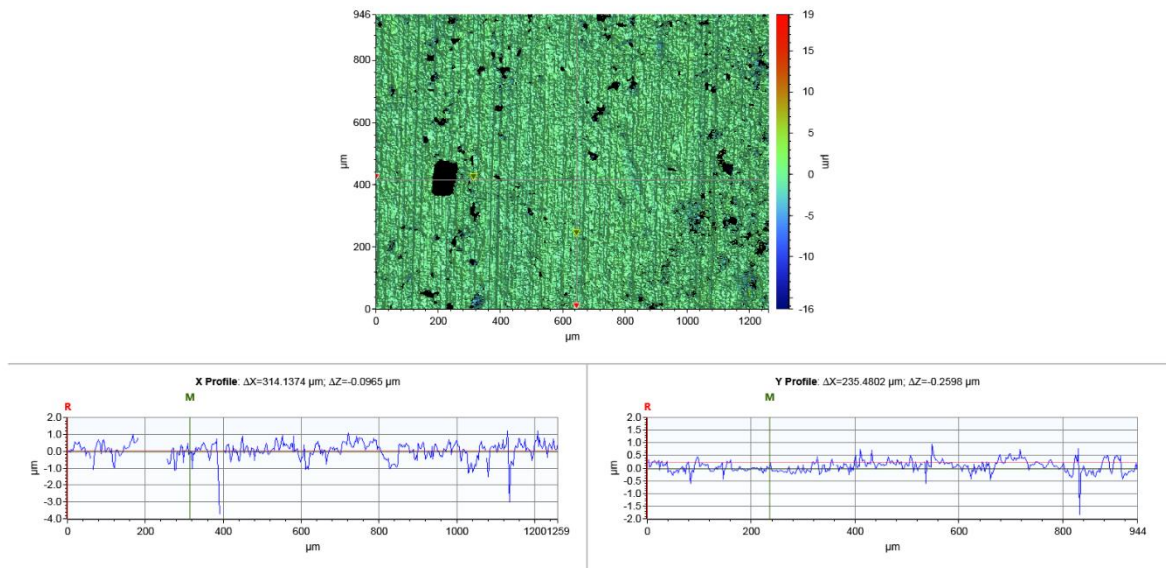 946
800
600
400
200
0
µm
0 200 400 600 800 1000 1200
µm
19
15
10
5
0
-5
-10
-16
µm
X Profile: ΔX=314.1374 µm; ΔZ=-0.0965 µm
R M
2.0
1.0
0.0
-1.0
-2.0
-3.0
-4.0
µm
0 200 400 600 800 1000 12001259
µm
Y Profile: ΔX=235.4802 µm; ΔZ=-0.2598 µm
R M
2.0
1.5
1.0
0.5
0.0
-0.5
-1.0
-1.5
-2.0
µm
0 200 400 600 800 944
µm